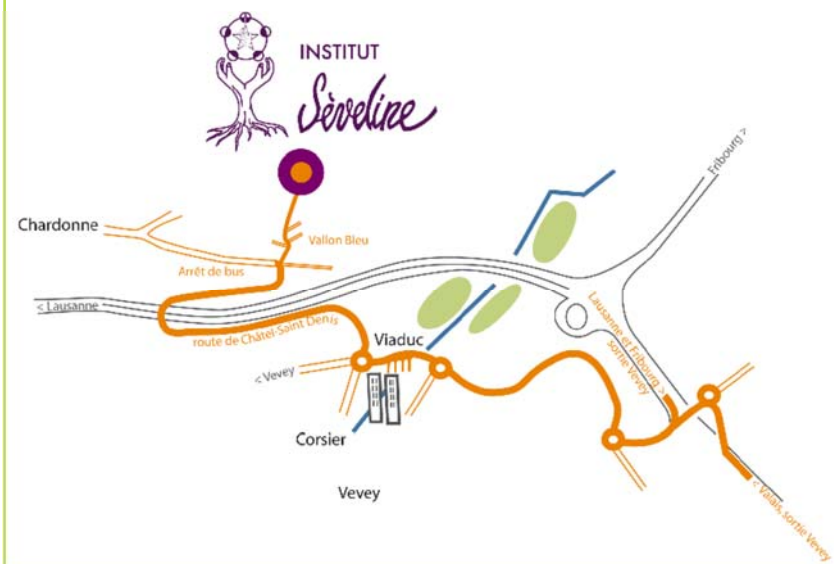 INSTITUT
Sèveline
Fribourg >
Chardonne
Vallon Bleu
Arrêt de bus
< Lausanne
route de Châtel-Saint Denis
Viaduc
Lausanne et Fribourg >
sortie Vevey
< Vevey
Corsier
Vevey
< Valais, sortie Vevey